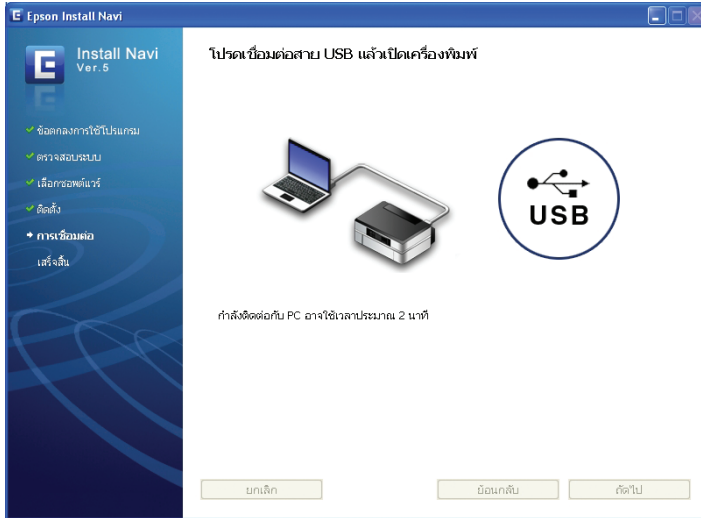 Epson Install Navi
Install Navi
Ver.5
ข้อตกลงการใช้โปรแกรม
ตรวจสอบระบบ
เลือกซอฟต์แวร์
ติดตั้ง
การเชื่อมต่อ
เสร็จสิ้น
โปรดเชื่อมต่อสาย USB แล้วเปิดเครื่องพิมพ์
USB
กำลังติดต่อกับ PC อาจใช้เวลาประมาณ 2 นาที
ยกเลิก
ย้อนกลับ
ถัดไป